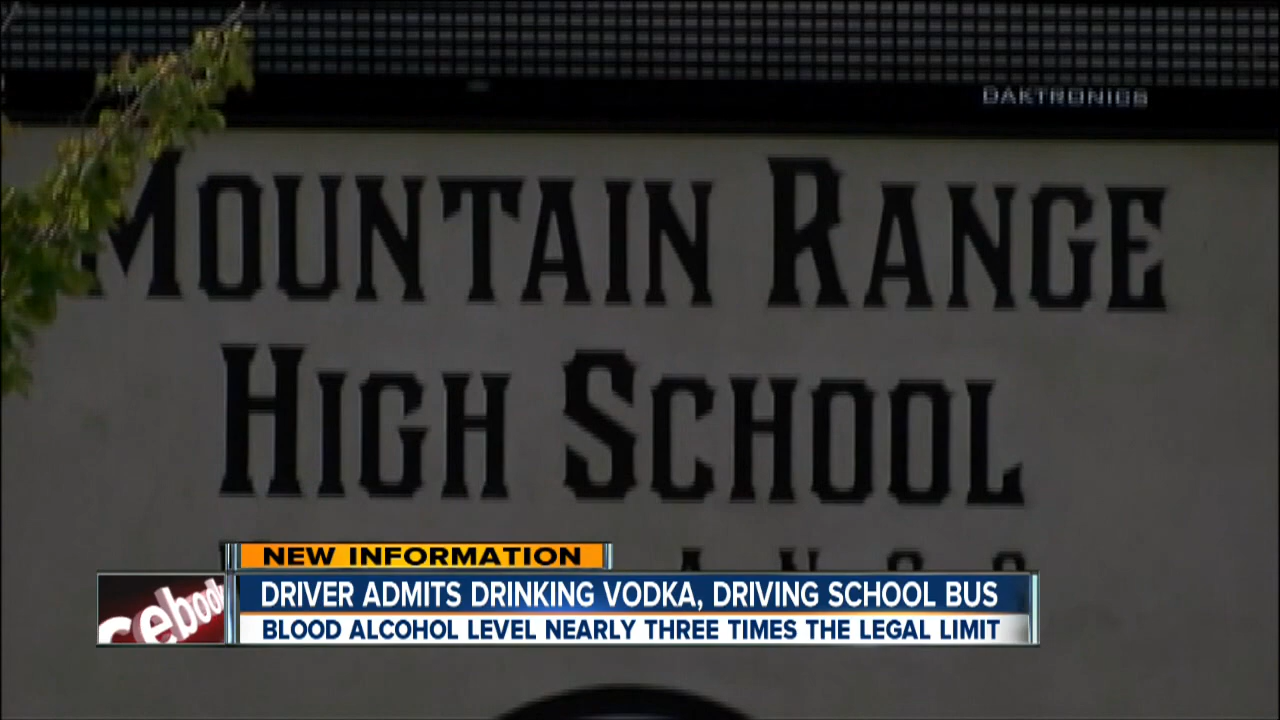 DAKTRONICS
MOUNTAIN RANGE
HIGH SCHOOL
NEW INFORMATION
DRIVER ADMITS DRINKING VODKA, DRIVING SCHOOL BUS
BLOOD ALCOHOL LEVEL NEARLY THREE TIMES THE LEGAL LIMIT